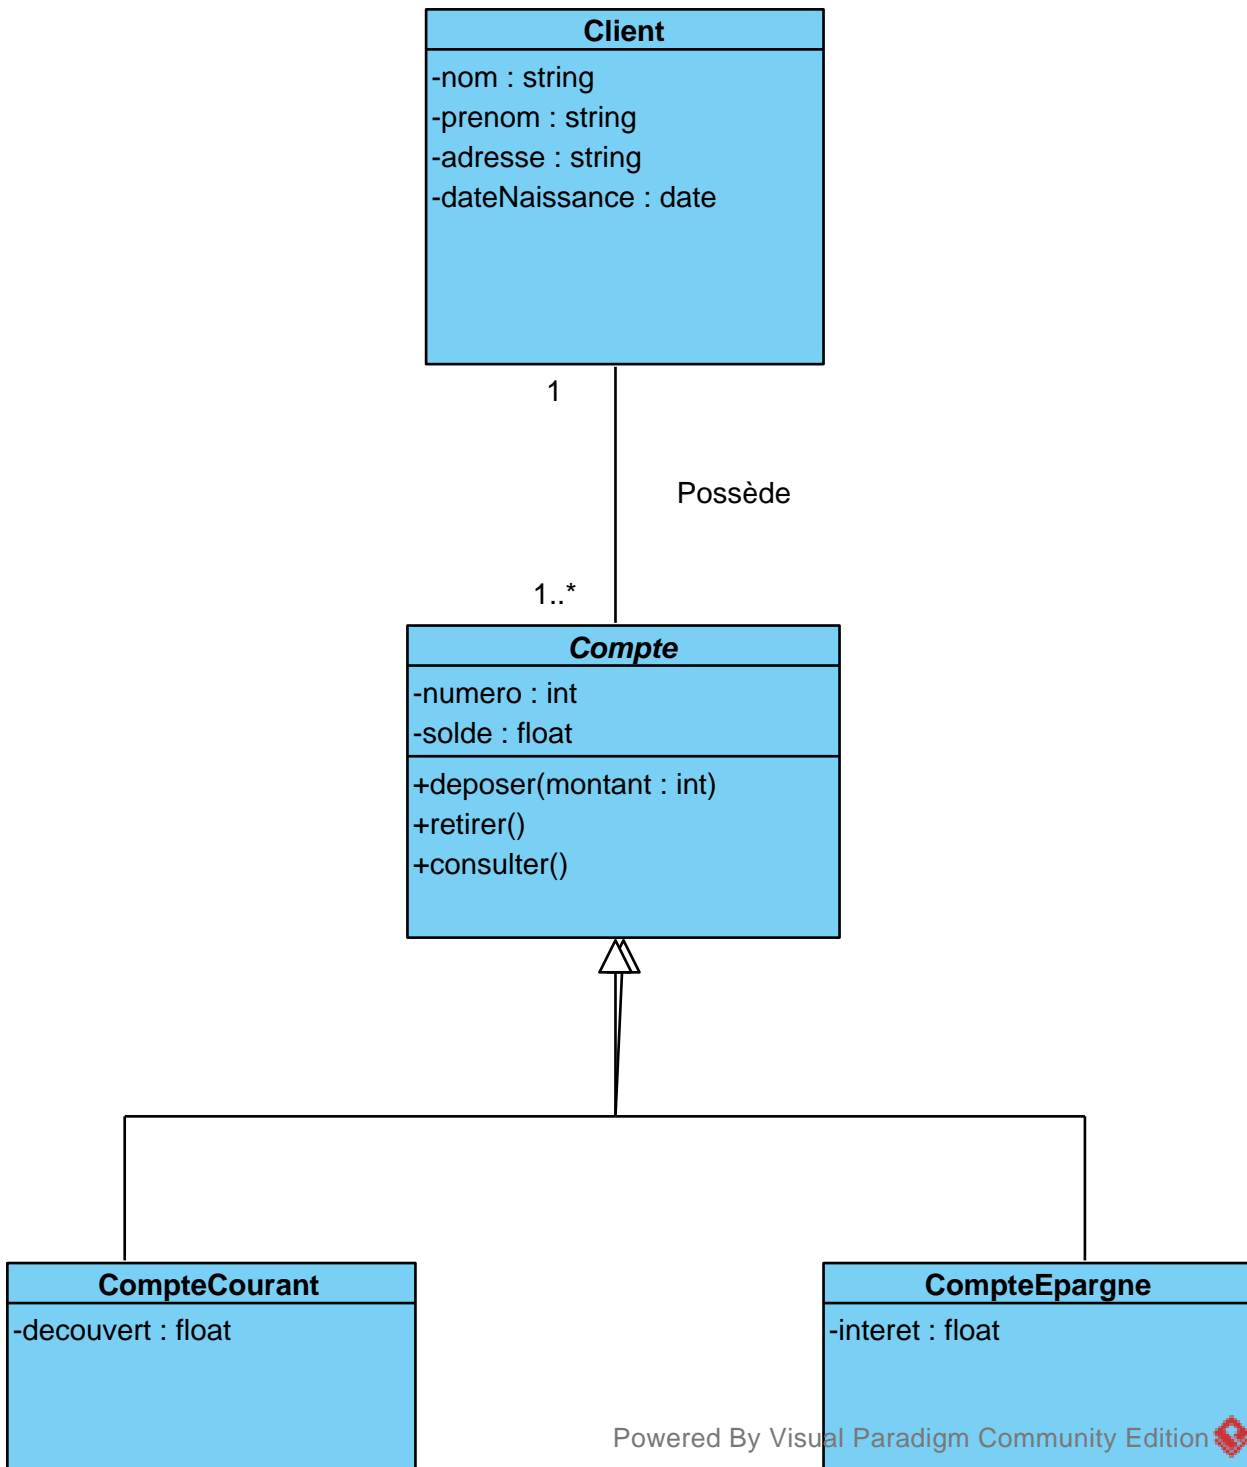 Client
-nom : string
-prenom : string
-adresse : string
-dateNaissance : date
1
Possède
1..*
Compte
-numero : int
-solde : float
+deposer(montant : int)
+retirer()
+consulter()
CompteCourant
-decouvert : float
CompteEpargne
-interet : float
Powered By Visual Paradigm Community Edition